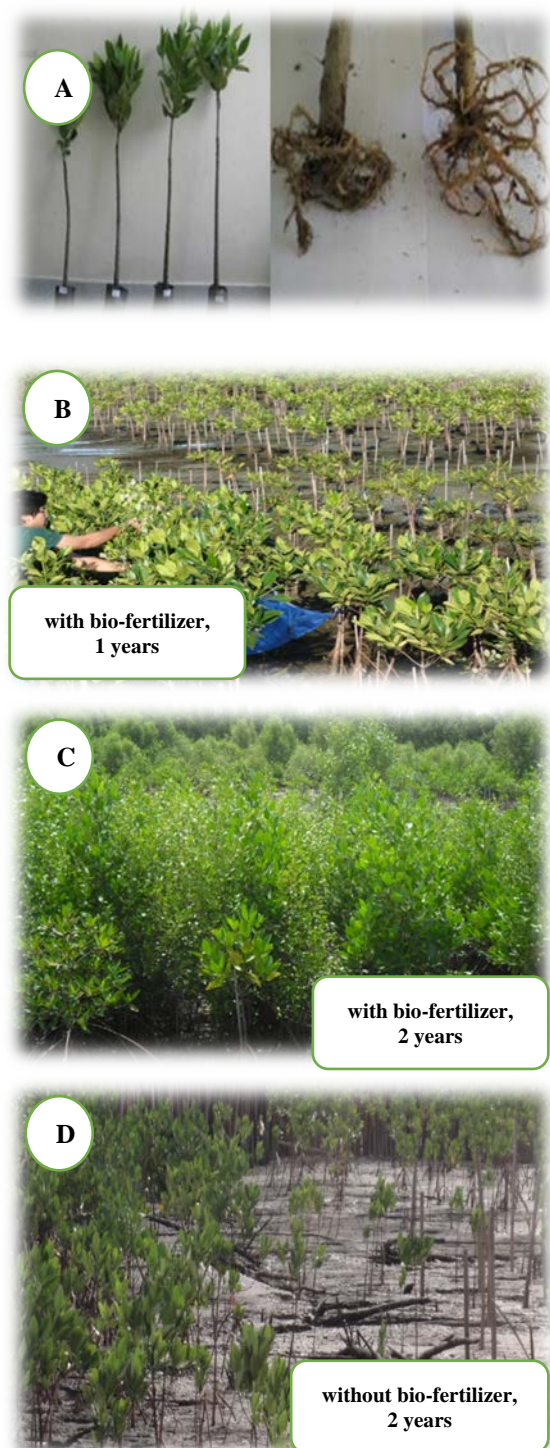 A
B
with bio-fertilizer,
1 years
C
with bio-fertilizer,
2 years
D
without bio-fertilizer,
2 years